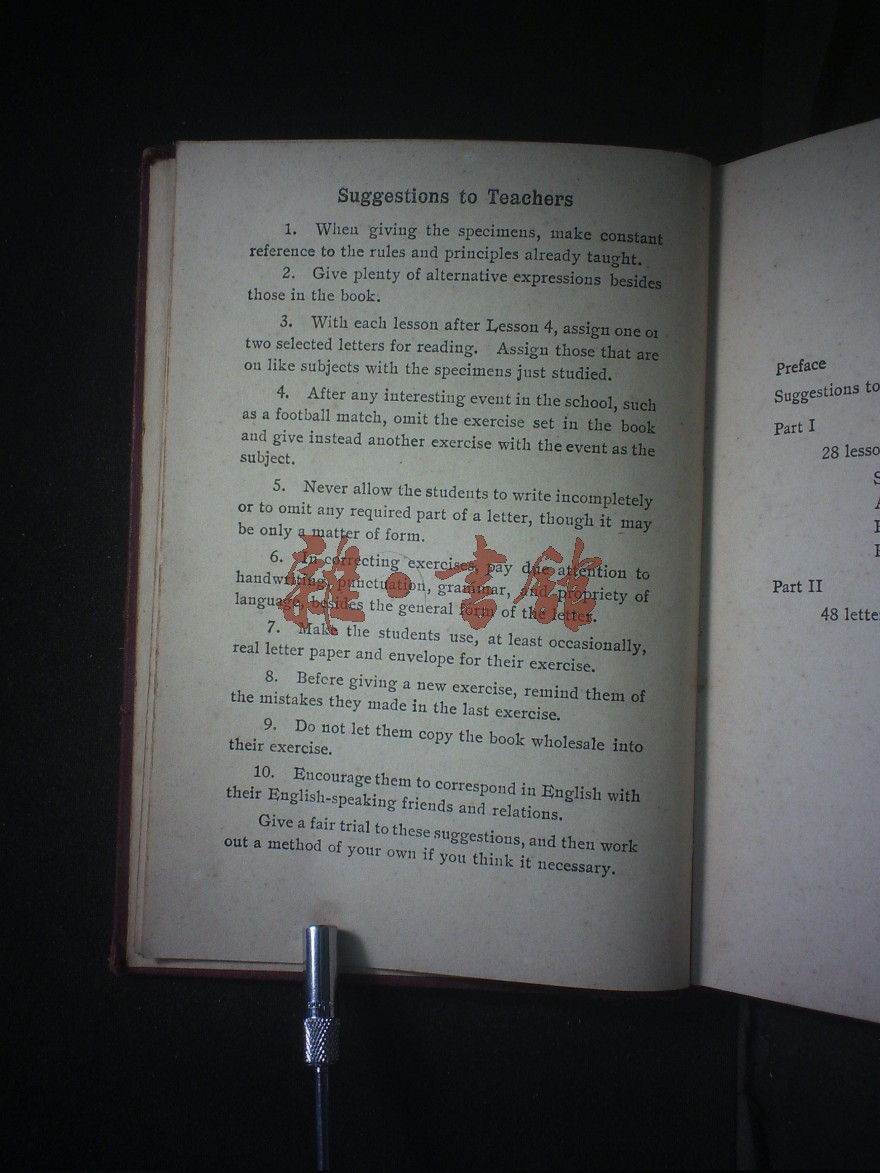 Suggestions to Teachers
1. When giving the specimens, make constant
reference to the rules and principles already taught.
2. Give plenty of alternative expressions besides
those in the book.
3. With each lesson after Lesson 4, assign one or
two selected letters for reading. Assign those that are
on like subjects with the specimens just studied.
4. After any interesting event in the school, such
as a football match, omit the exercise set in the book
and give instead another exercise with the event as the
subject.
5. Never allow the students to write incompletely
or to omit any required part of a letter, though it may
be only a matter of form.
6. In correcting exercises, pay due attention to
handwriting, punctuation, grammar, and propriety of
language, besides the general form of the letter.
7. Make the students use, at least occasionally,
real letter paper and envelope for their exercise.
8. Before giving a new exercise, remind them of
the mistakes they made in the last exercise.
9. Do not let them copy the book wholesale into
their exercise.
10. Encourage them to correspond in English with
their English-speaking friends and relations.
Give a fair trial to these suggestions, and then work
out a method of your own if you think it necessary.
雜·書館
Preface
Suggestions to
Part I
28 lesso
Part II
48 lette